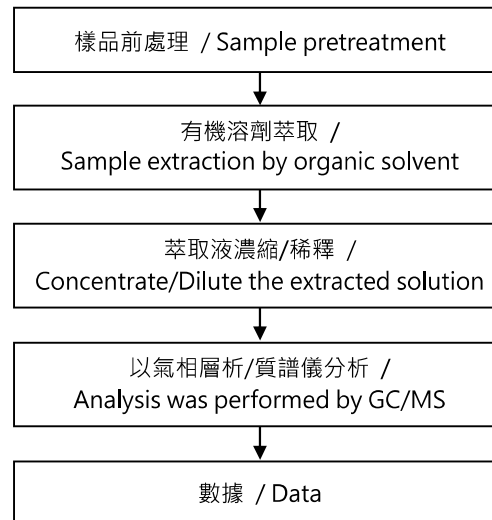 樣品前處理 / Sample pretreatment
有機溶劑萃取 /
Sample extraction by organic solvent
萃取液濃縮/稀釋 /
Concentrate/Dilute the extracted solution
以氣相層析/質譜儀分析 /
Analysis was performed by GC/MS
數據 / Data